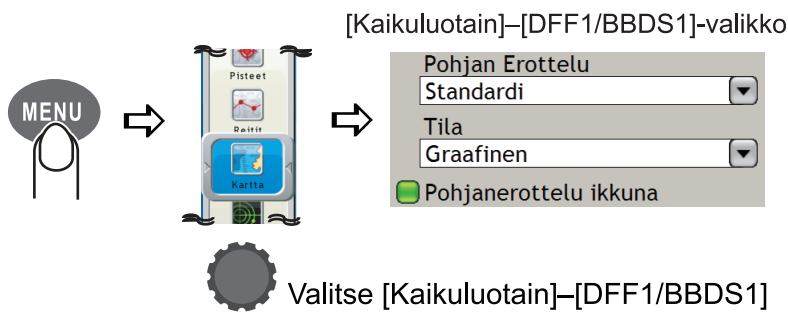 [Kaikuluotain]–[DFF1/BBDS1]-valikko
MENU
Pisteet
Reitit
Kartta
Pohjan Erottelu
Standardi
Tila
Graafinen
Pohjanerottelu ikkuna
Valitse [Kaikuluotain]–[DFF1/BBDS1]